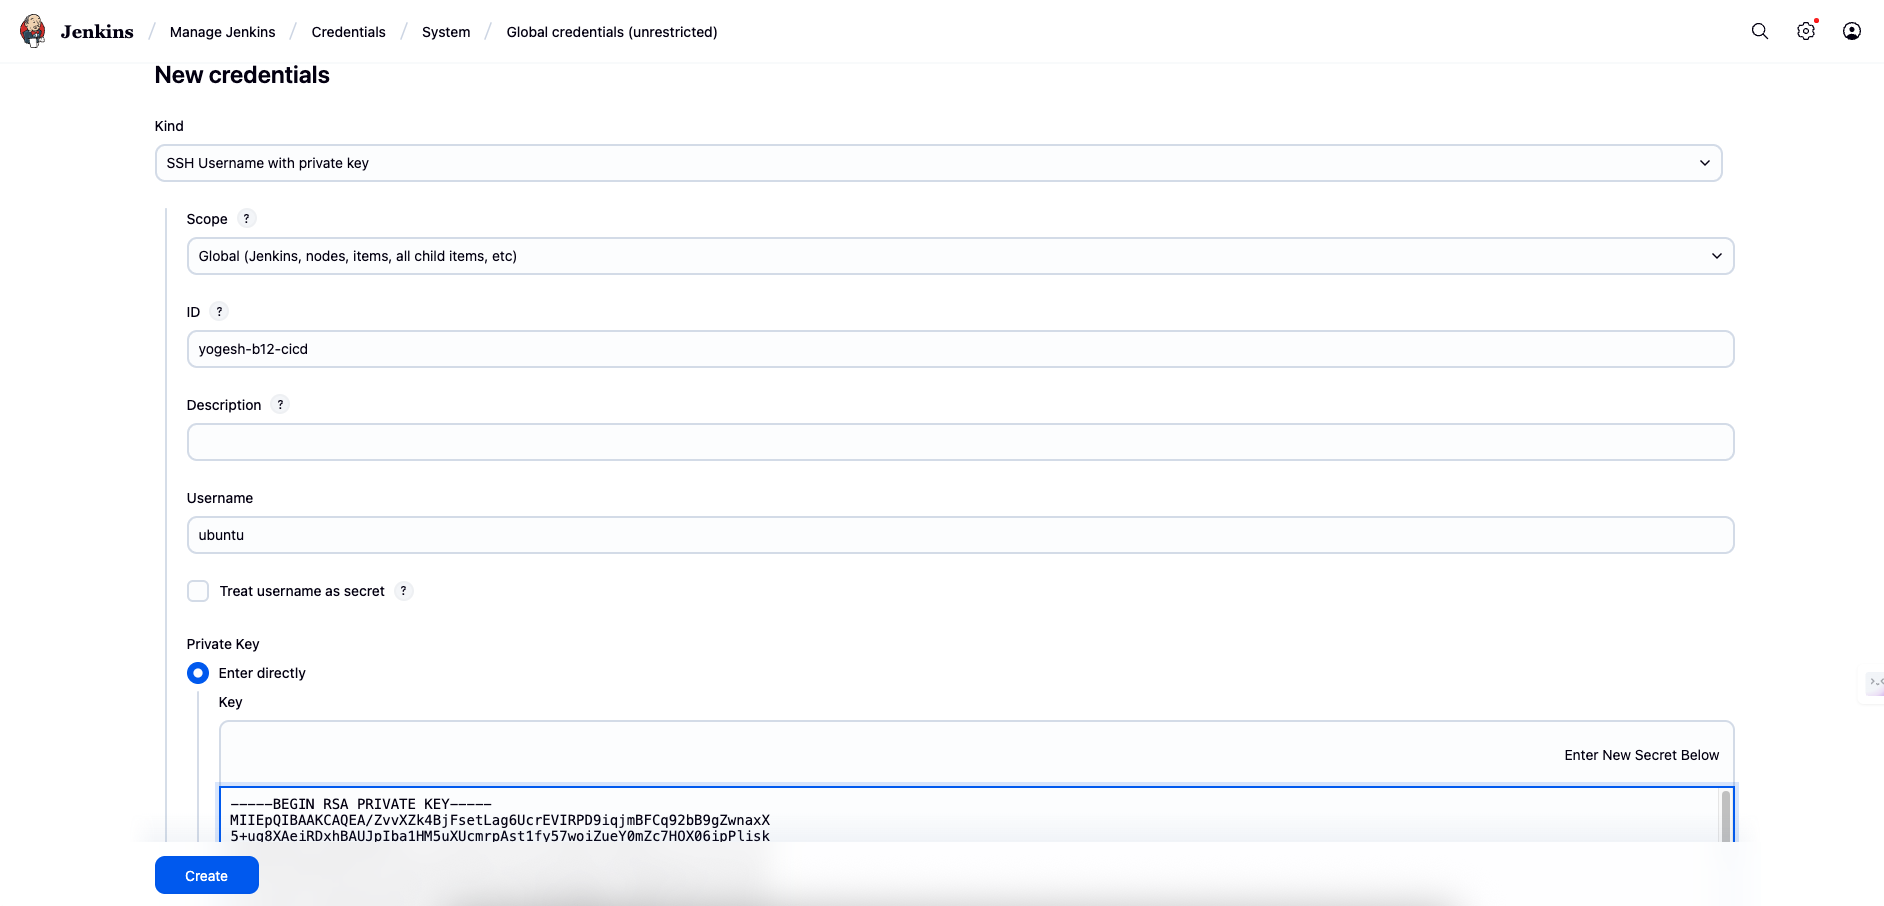 Jenkins / Manage Jenkins / Credentials / System / Global credentials (unrestricted)
New credentials
Kind
SSH Username with private key
Scope ?
Global (Jenkins, nodes, items, all child items, etc)
ID ?
yogesh-b12-cicd
Description ?
Username
ubuntu
Treat username as secret ?
Private Key
Enter directly
Key
Enter New Secret Below
-----BEGIN RSA PRIVATE KEY-----
MIIEpQIBAAKCAQEA/ZvvXZk4BjFsetLag6UcrEVIRPD9iqjmBFCq92bB9gZwnaxX
5+uq8XAeiRDxhBAUJpIba1HM5uXUcmrpAst1fy57woiZueY0mZc7HOX06ipPlisk
Create